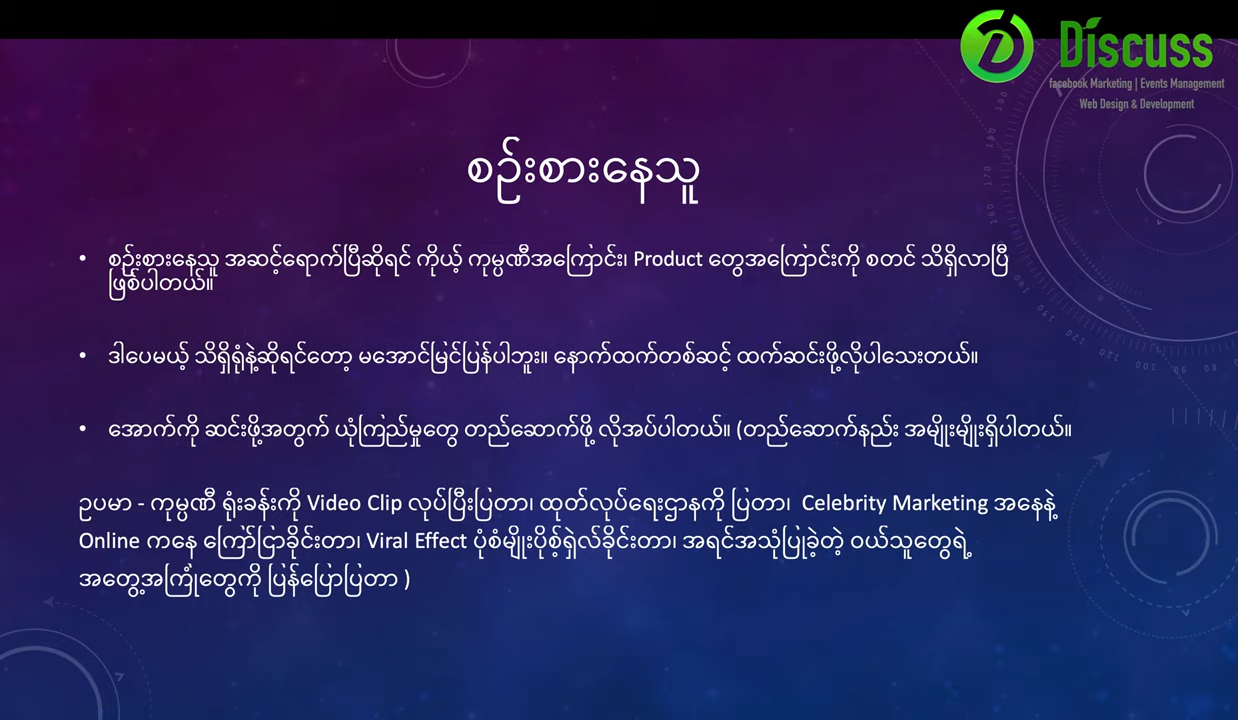 Discuss
facebook Marketing | Events Management
Web Design & Development
စဉ်းစားနေသူ
• စဉ်းစားနေသူ အဆင့်ရောက်ပြီဆိုရင် ကိုယ့် ကုမ္ပဏီအကြောင်း၊ Product တွေအကြောင်းကို စတင် သိရှိလာပြီ
ဖြစ်ပါတယ်။
• ဒါပေမယ့် သိရှိရုံနဲ့ဆိုရင်တော့ မအောင်မြင်ပြန်ပါဘူး။ နောက်ထက်တစ်ဆင့် ထက်ဆင်းဖို့လိုပါသေးတယ်။
• အောက်ကို ဆင်းဖို့အတွက် ယုံကြည်မှုတွေ တည်ဆောက်ဖို့ လိုအပ်ပါတယ်။ (တည်ဆောက်နည်း အမျိုးမျိုးရှိပါတယ်။
ဥပမာ - ကုမ္ပဏီ ရုံးခန်းကို Video Clip လုပ်ပြီးပြတာ၊ ထုတ်လုပ်ရေးဌာနကို ပြတာ၊ Celebrity Marketing အနေနဲ့
Online ကနေ ကြော်ငြာခိုင်းတာ၊ Viral Effect ပုံစံမျိုးပိုစ့်ရှဲလ်ခိုင်းတာ၊ အရင်အသုံပြုခဲ့တဲ့ ဝယ်သူတွေရဲ့
အတွေ့အကြုံတွေကို ပြန်ပြောပြတာ )